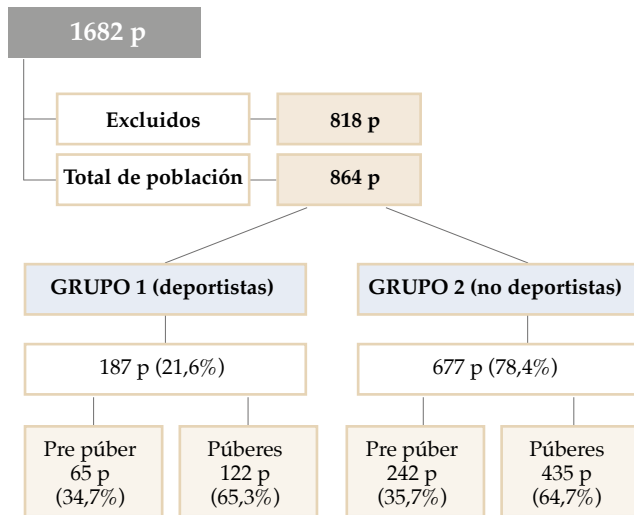 1682 p
Excluidos
818 p
Total de población
864 p
GRUPO 1 (deportistas)
GRUPO 2 (no deportistas)
187 p (21,6%)
677 p (78,4%)
Pre púber
65 p
(34,7%)
Púberes
122 p
(65,3%)
Pre púber
242 p
(35,7%)
Púberes
435 p
(64,7%)